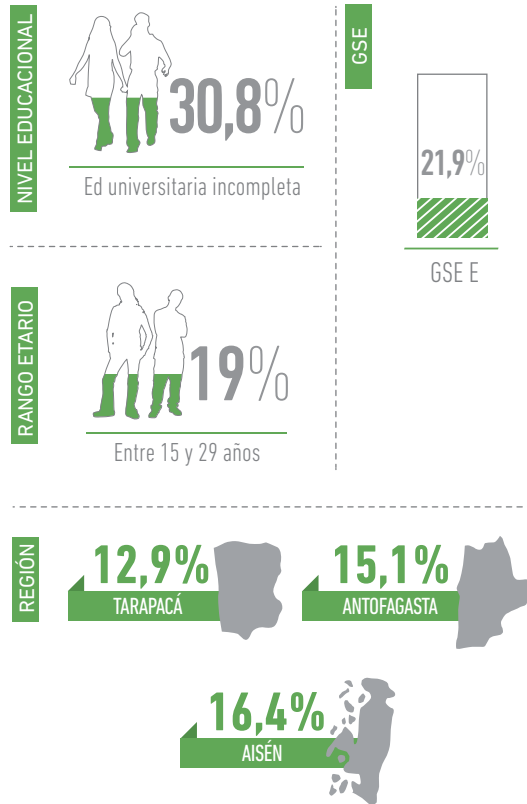 NIVEL EDUCACIONAL
30,8%
Ed universitaria incompleta
GSE
21,9%
GSE E
RANGO ETARIO
19%
Entre 15 y 29 años
REGIÓN
12,9%
TARAPACÁ
15,1%
ANTOFAGASTA
16,4%
AISÉN